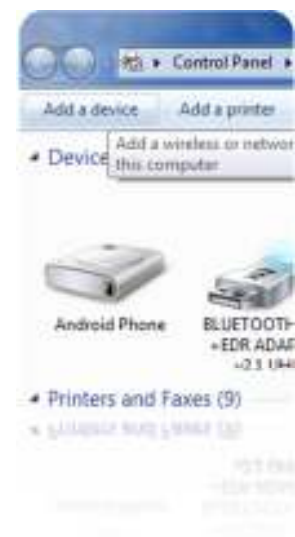 Control Panel
Add a device Add a printer
Add a wireless or networ
this computer
Device
Android Phone
BLUETOOTH
+EDR ADAP
Printers and Faxes (9)